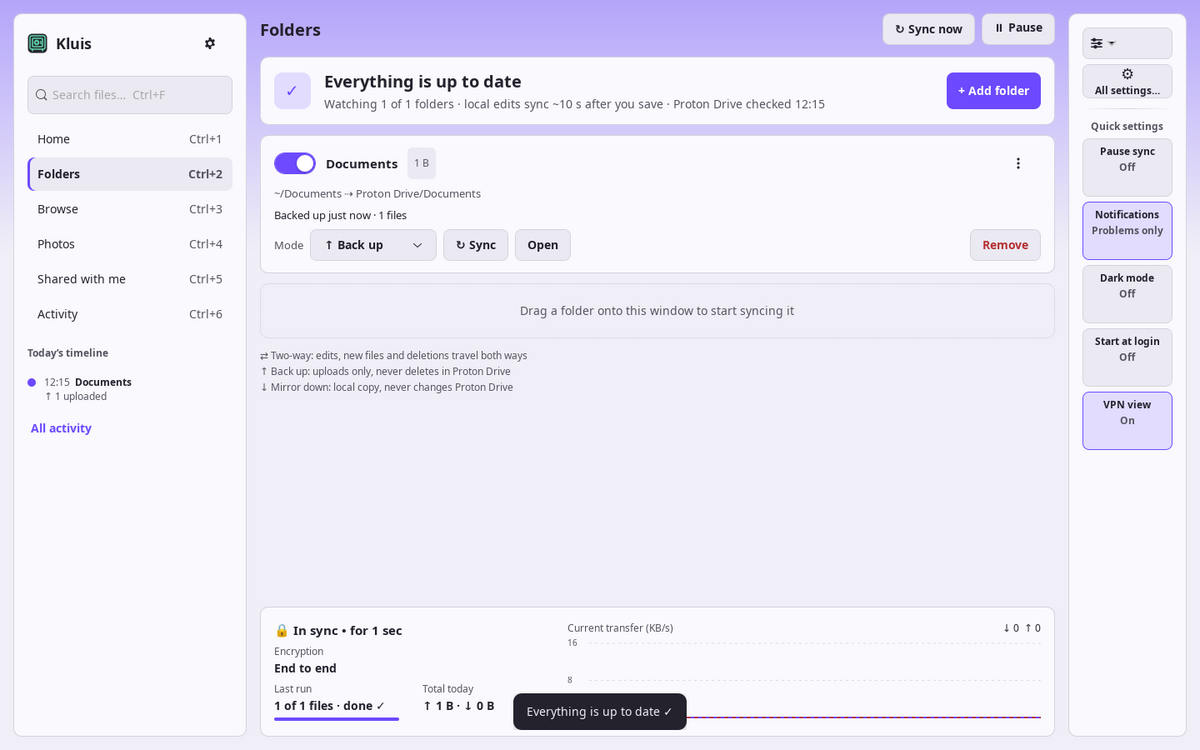 Kluis
Search files... Ctrl+F
Home Ctrl+1
Folders Ctrl+2
Browse Ctrl+3
Photos Ctrl+4
Shared with me Ctrl+5
Activity Ctrl+6
Today's timeline
12:15 Documents
↑ 1 uploaded
All activity
Folders
↻ Sync now
⏸ Pause
✓
Everything is up to date
Watching 1 of 1 folders · local edits sync ~10 s after you save · Proton Drive checked 12:15
+ Add folder
Documents 1 B
~/Documents ⇢ Proton Drive/Documents
Backed up just now · 1 files
Mode ↑ Back up ↻ Sync Open Remove
Drag a folder onto this window to start syncing it
⇄ Two-way: edits, new files and deletions travel both ways
↑ Back up: uploads only, never deletes in Proton Drive
↓ Mirror down: local copy, never changes Proton Drive
🔒 In sync • for 1 sec
Encryption
End to end
Last run
1 of 1 files · done ✓
Total today
↑ 1 B · ↓ 0 B
Current transfer (KB/s) ↓ 0 ↑ 0
16
8
Everything is up to date ✓
⚙
All settings...
Quick settings
Pause sync
Off
Notifications
Problems only
Dark mode
Off
Start at login
Off
VPN view
On